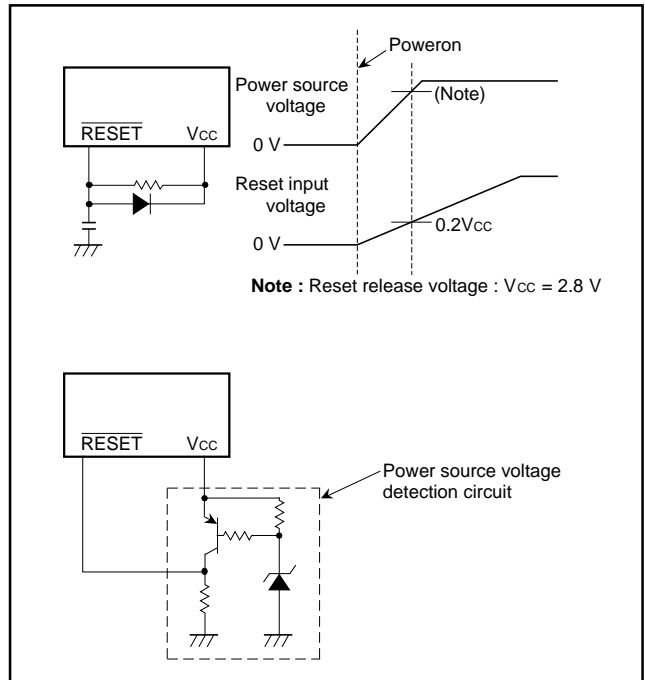 Poweron
Power source
voltage
(Note)
RESET Vcc
0 V
Reset input
voltage
0.2Vcc
0 V
Note : Reset release voltage : Vcc = 2.8 V
RESET Vcc
Power source voltage
detection circuit